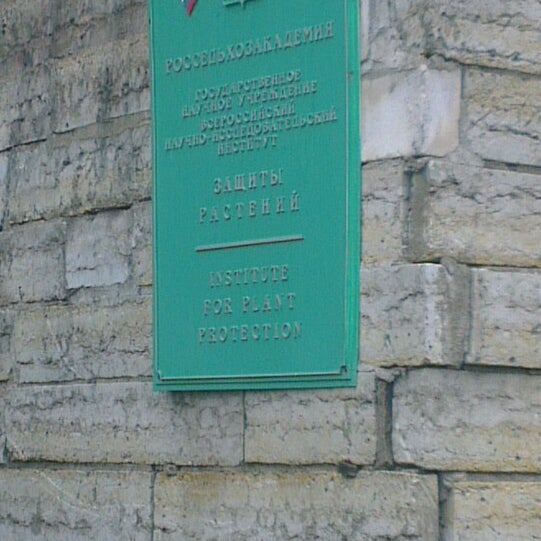 РОССЕЛЬХОЗАКАДЕМИЯ
ГОСУДАРСТВЕННОЕ
НАУЧНОЕ УЧРЕЖДЕНИЕ
ВСЕРОССИЙСКИЙ
НАУЧНО-ИССЛЕДОВАТЕЛЬСКИЙ
ИНСТИТУТ
ЗАЩИТЫ
РАСТЕНИЙ
INSTITUTE
FOR PLANT
PROTECTION